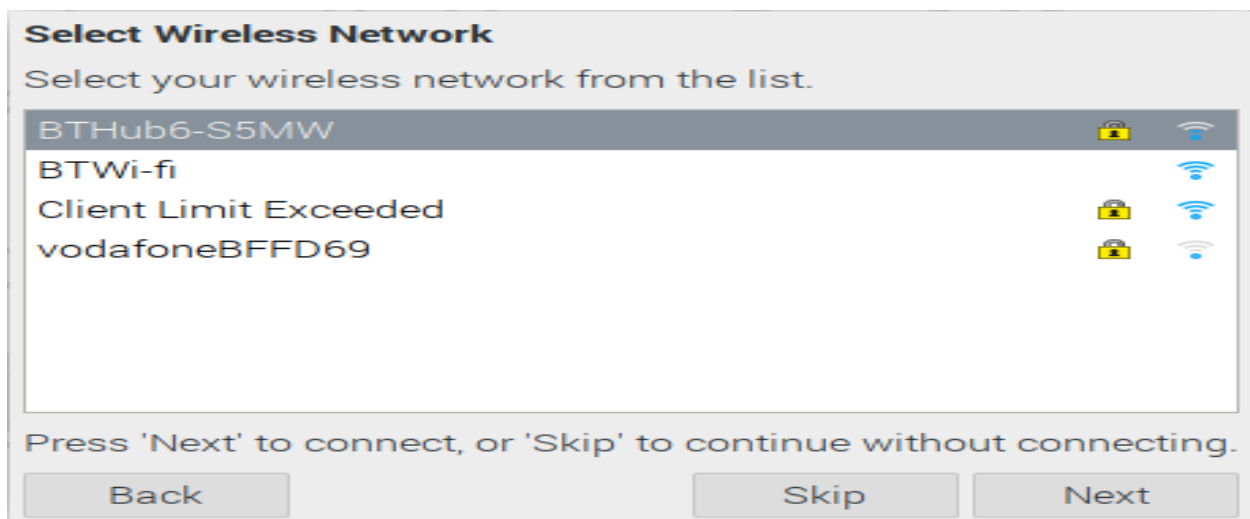 Select Wireless Network
Select your wireless network from the list.
BTHub6-S5MW
BTWi-fi
Client Limit Exceeded
vodafoneBFFD69
Press 'Next' to connect, or 'Skip' to continue without connecting.
Back Skip Next